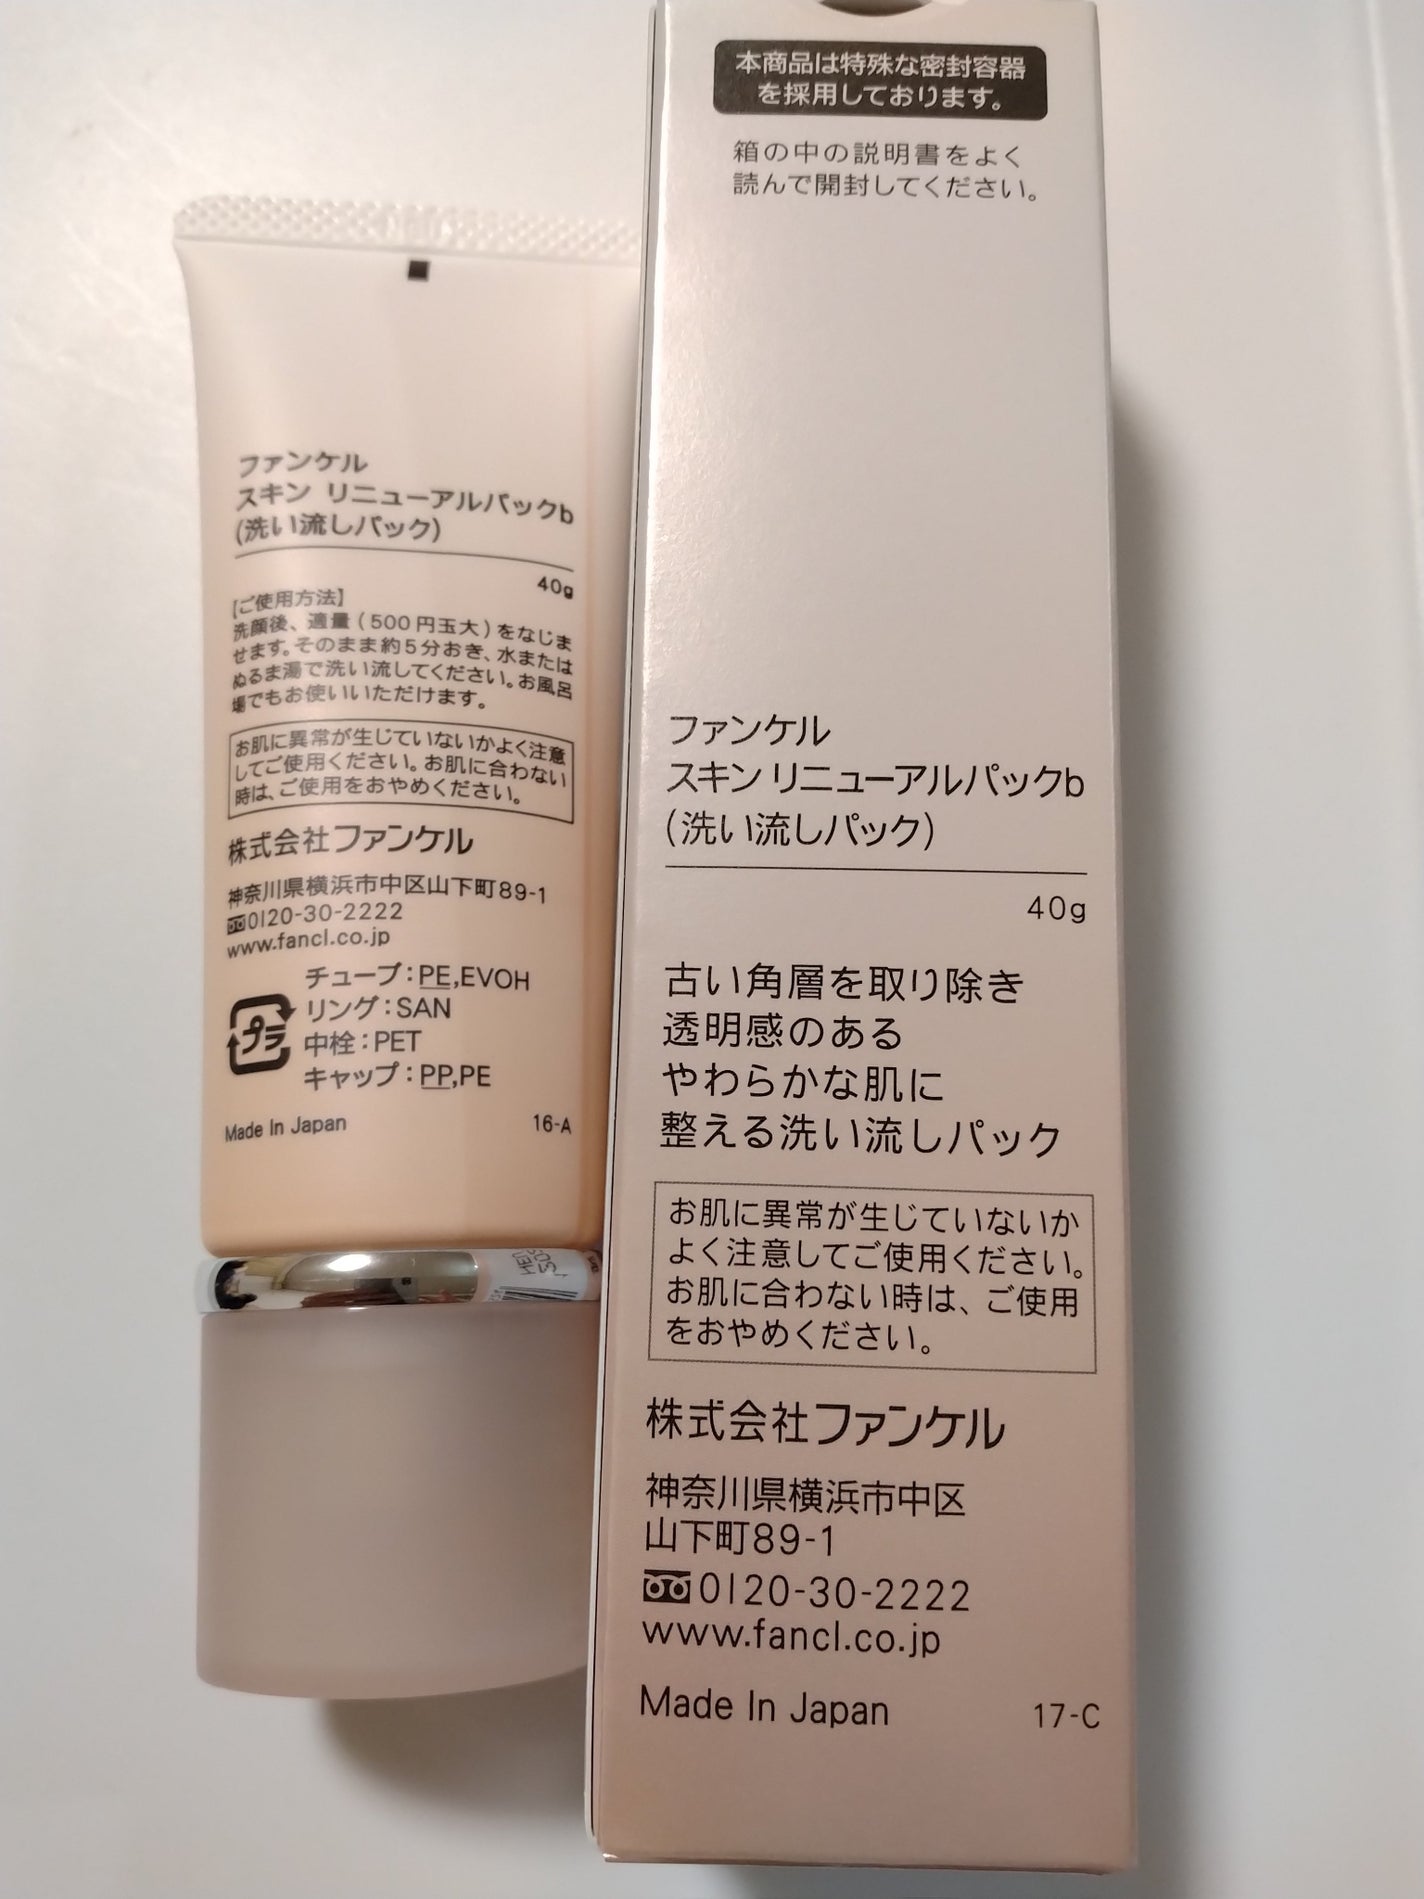 ファンケル
スキン リニューアルパックb
(洗い流しパック)
40g
【ご使用方法】
洗顔後、適量(500円玉大)をなじま
せます。そのまま約5分おき、水または
ぬるま湯で洗い流してください。お風呂
場でもお使いいただけます。
お肌に異常が生じていないかよく注意
してご使用ください。お肌に合わない
時は、ご使用をおやめください。
株式会社ファンケル
神奈川県横浜市中区山下町89-1
0120-30-2222
www.fancl.co.jp
プラ
チューブ:PE,EVOH
リング:SAN
中栓:PET
キャップ:PP,PE
Made In Japan 16-A
本商品は特殊な密封容器
を採用しております。
箱の中の説明書をよく
読んで開封してください。
ファンケル
スキン リニューアルパックb
(洗い流しパック)
40g
古い角層を取り除き
透明感のある
やわらかな肌に
整える洗い流しパック
お肌に異常が生じていないか
よく注意してご使用ください。
お肌に合わない時は、ご使用
をおやめください。
株式会社ファンケル
神奈川県横浜市中区
山下町89-1
0120-30-2222
www.fancl.co.jp
Made In Japan 17-C